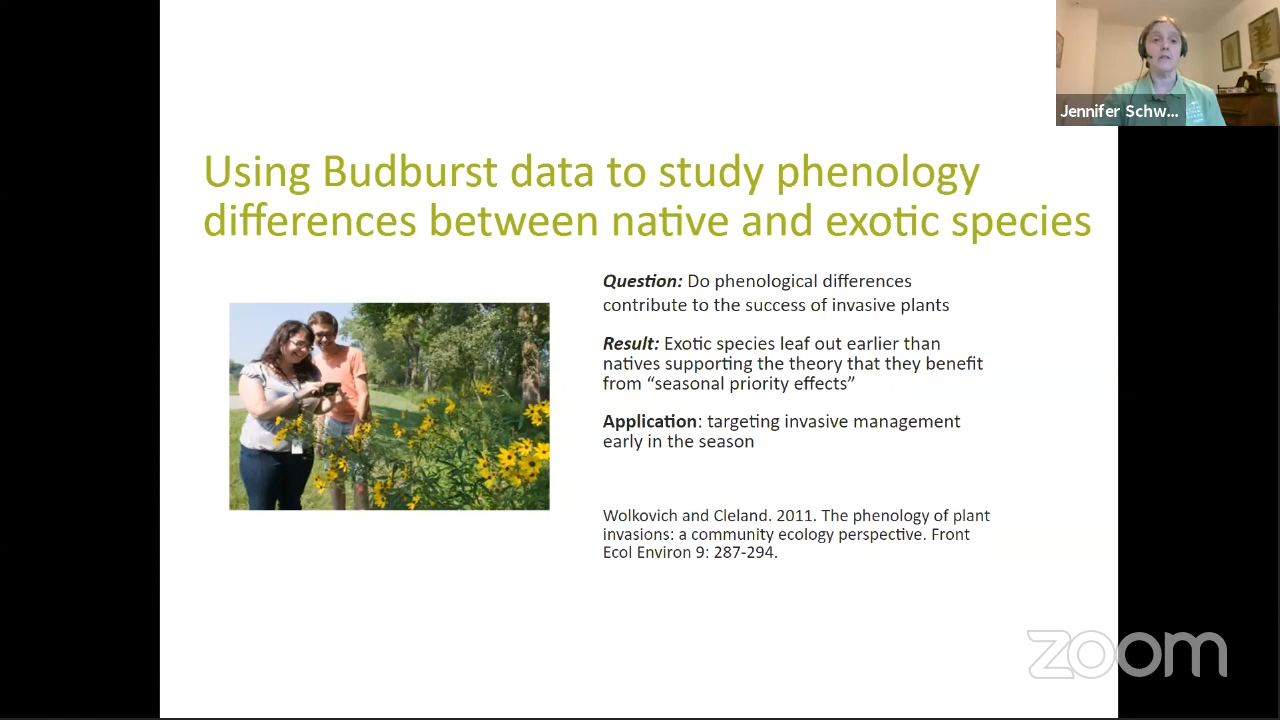 Jennifer Schw...
Using Budburst data to study phenology
differences between native and exotic species
Question: Do phenological differences
contribute to the success of invasive plants
Result: Exotic species leaf out earlier than
natives supporting the theory that they benefit
from “seasonal priority effects”
Application: targeting invasive management
early in the season
Wolkovich and Cleland. 2011. The phenology of plant
invasions: a community ecology perspective. Front
Ecol Environ 9: 287-294.
zoom